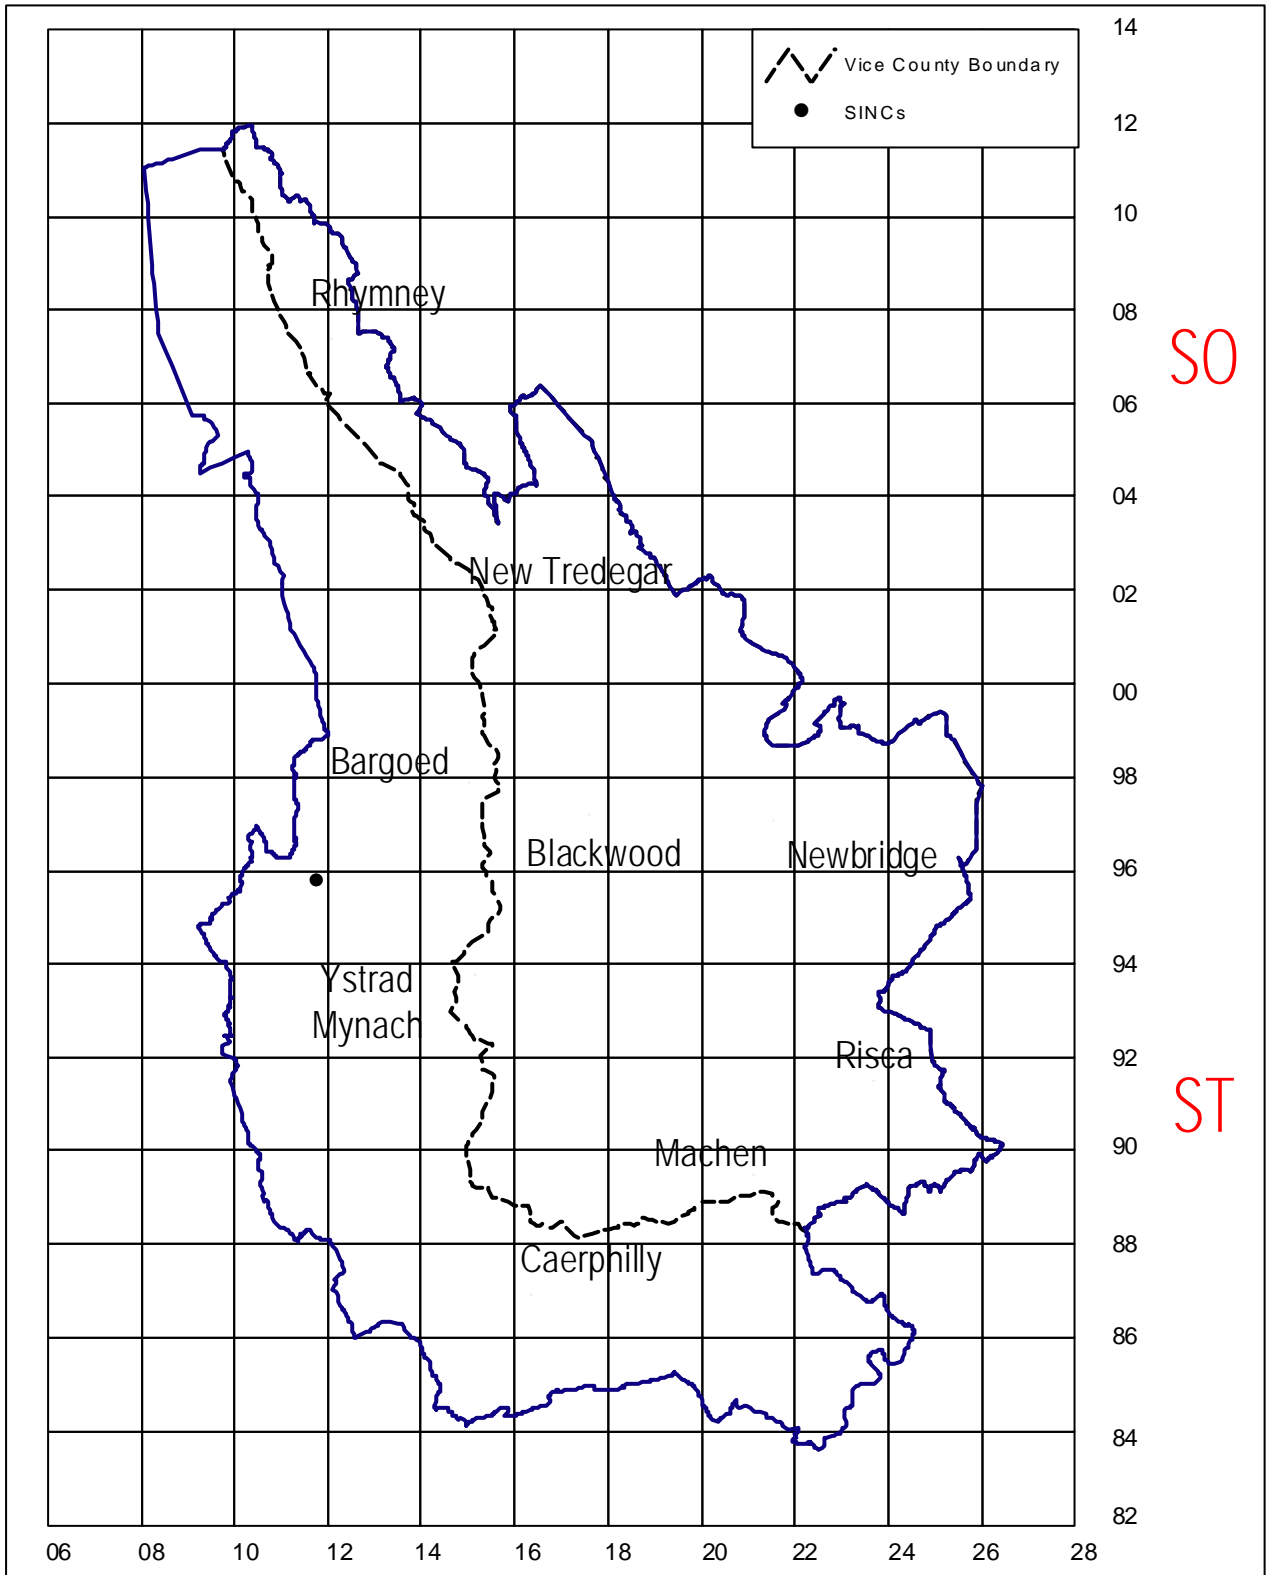 14
Vice County Boundary
SINCs
12
10
Rhymney
08
SO
06
04
New Tredegar
02
00
Bargoed
98
Blackwood
Newbridge
96
Ystrad
Mynach
94
Risca
92
ST
Machen
90
Caerphilly
88
86
84
82
06 08 10 12 14 16 18 20 22 24 26 28